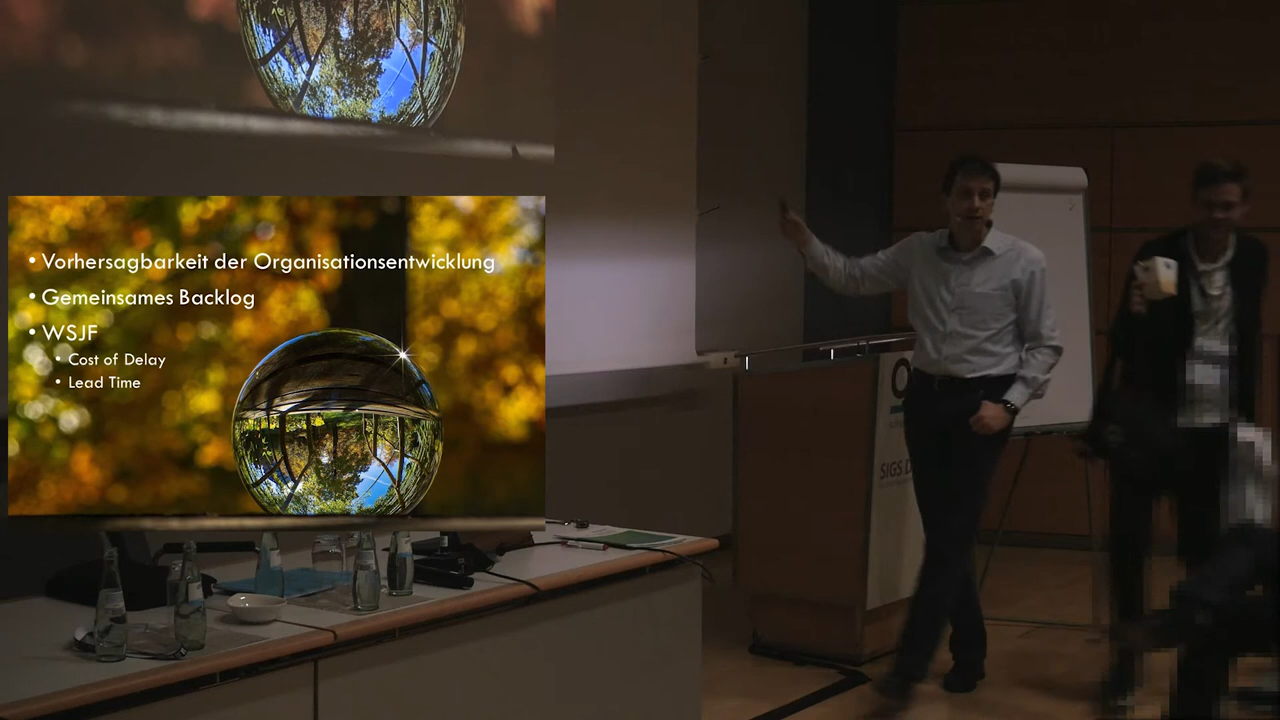 • Vorhersagbarkeit der Organisationsentwicklung
• Gemeinsames Backlog
• WSJF
• Cost of Delay
• Lead Time
SIGS